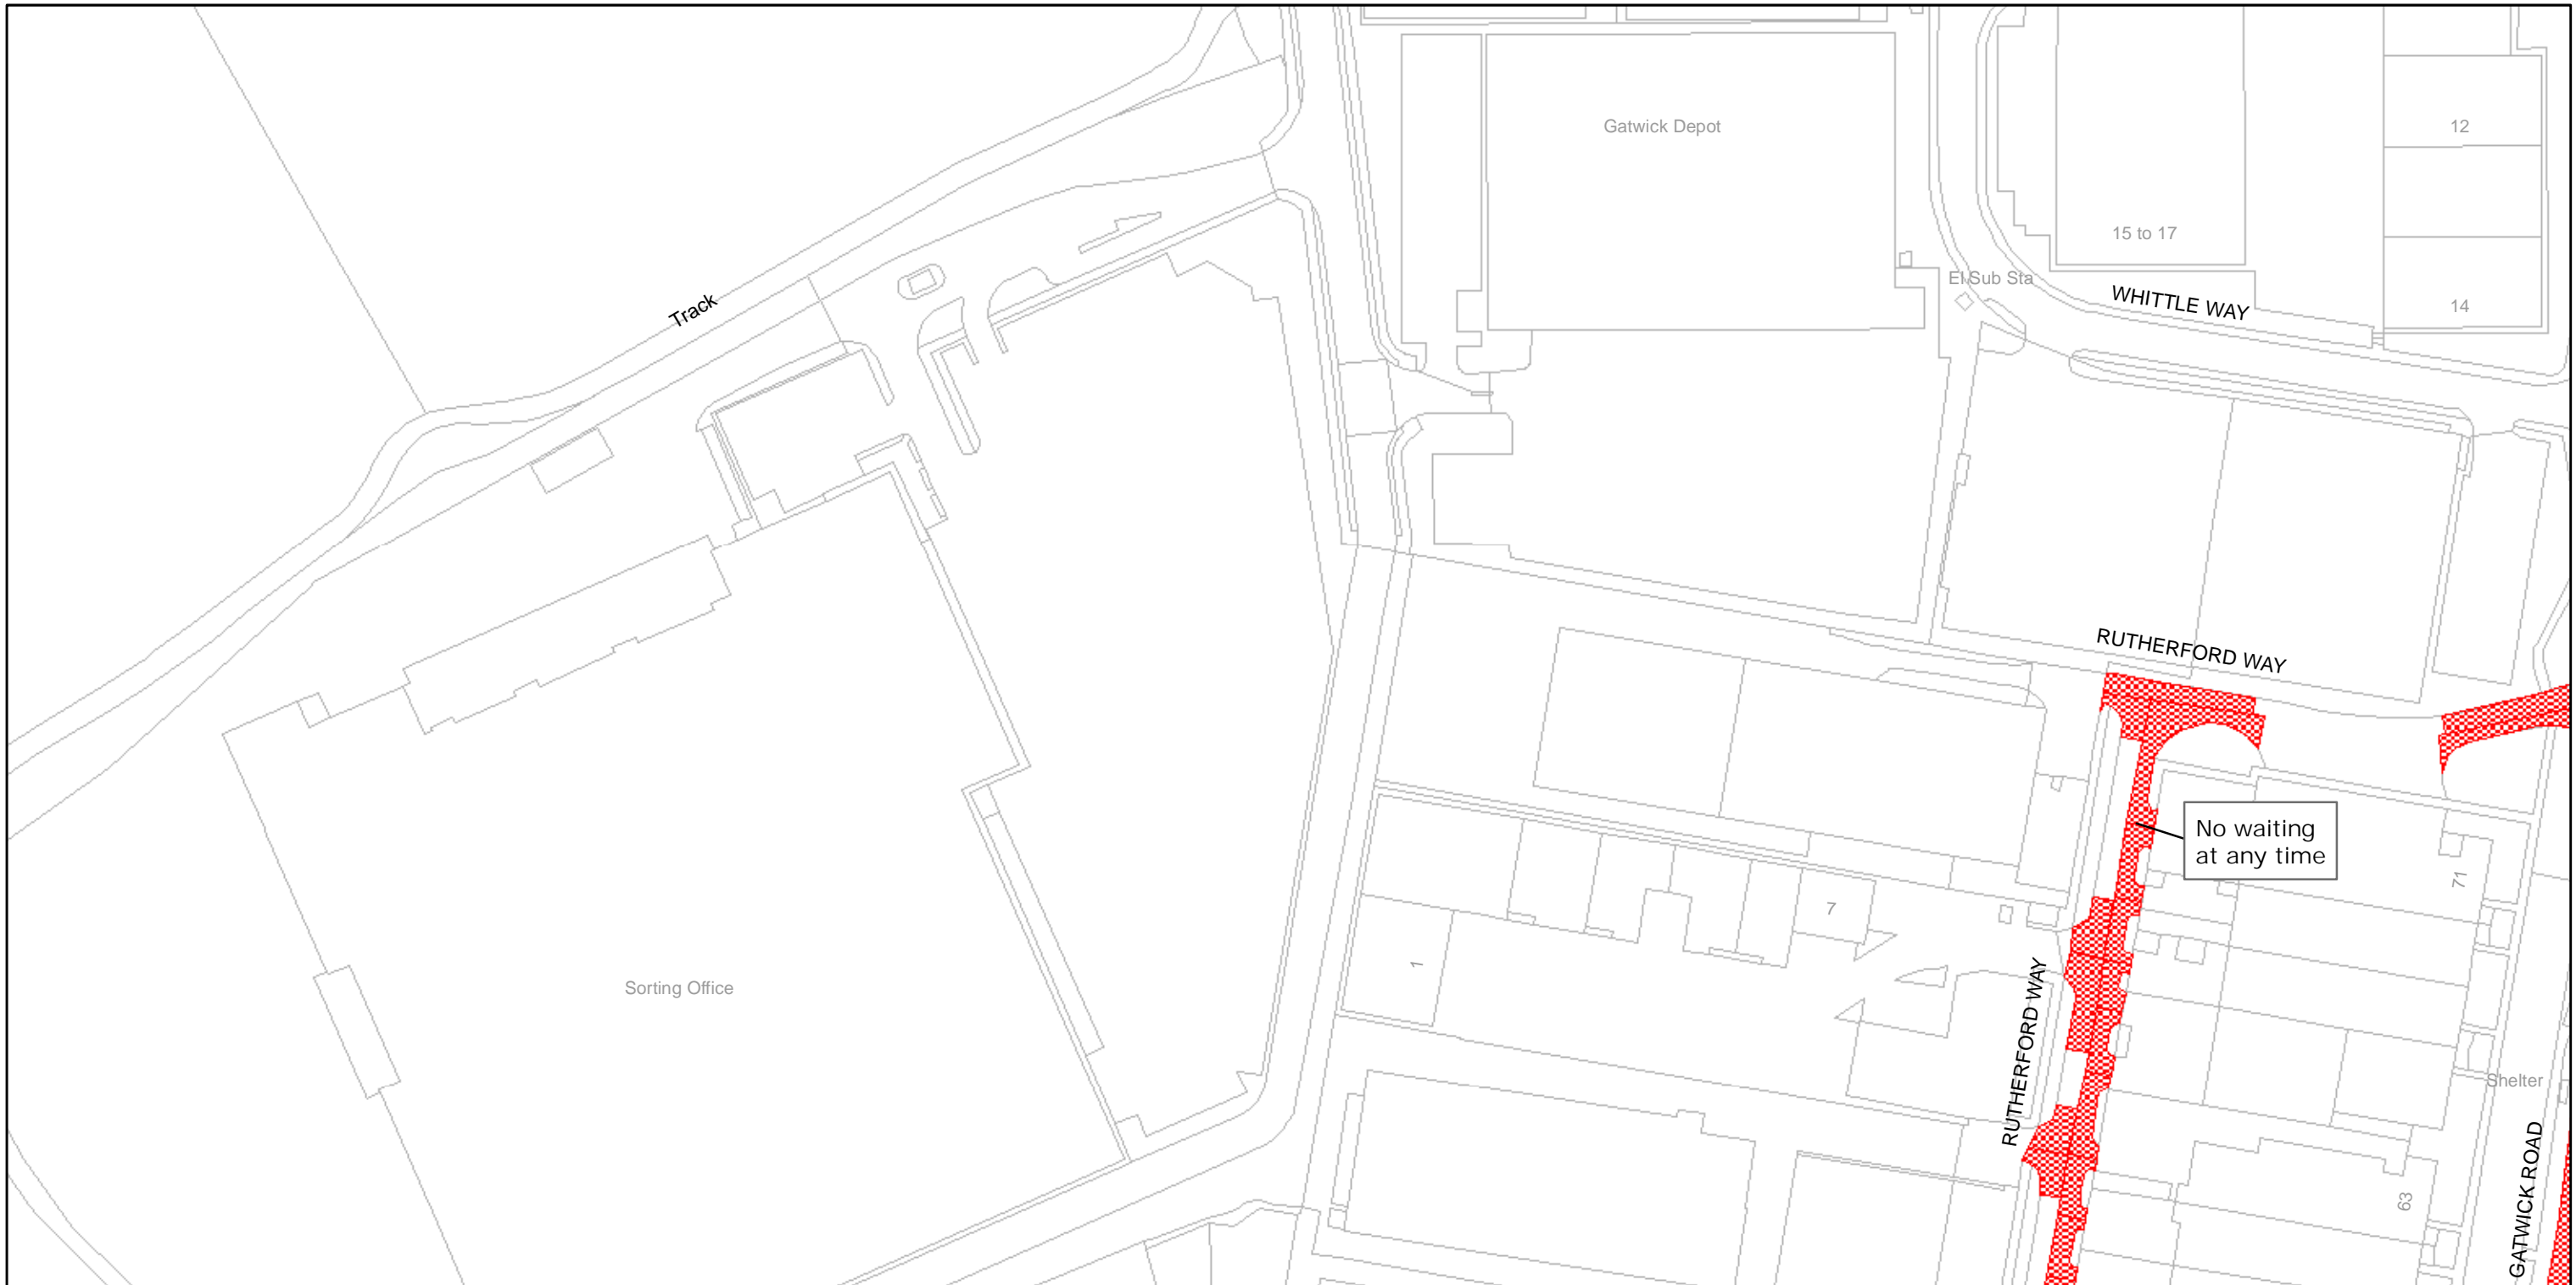 Gatwick Depot
12
15 to 17
El Sub Sta
WHITTLE WAY
14
Track
RUTHERFORD WAY
No waiting
at any time
71
7
1
Sorting Office
RUTHERFORD WAY
Shelter
GATWICK ROAD
63